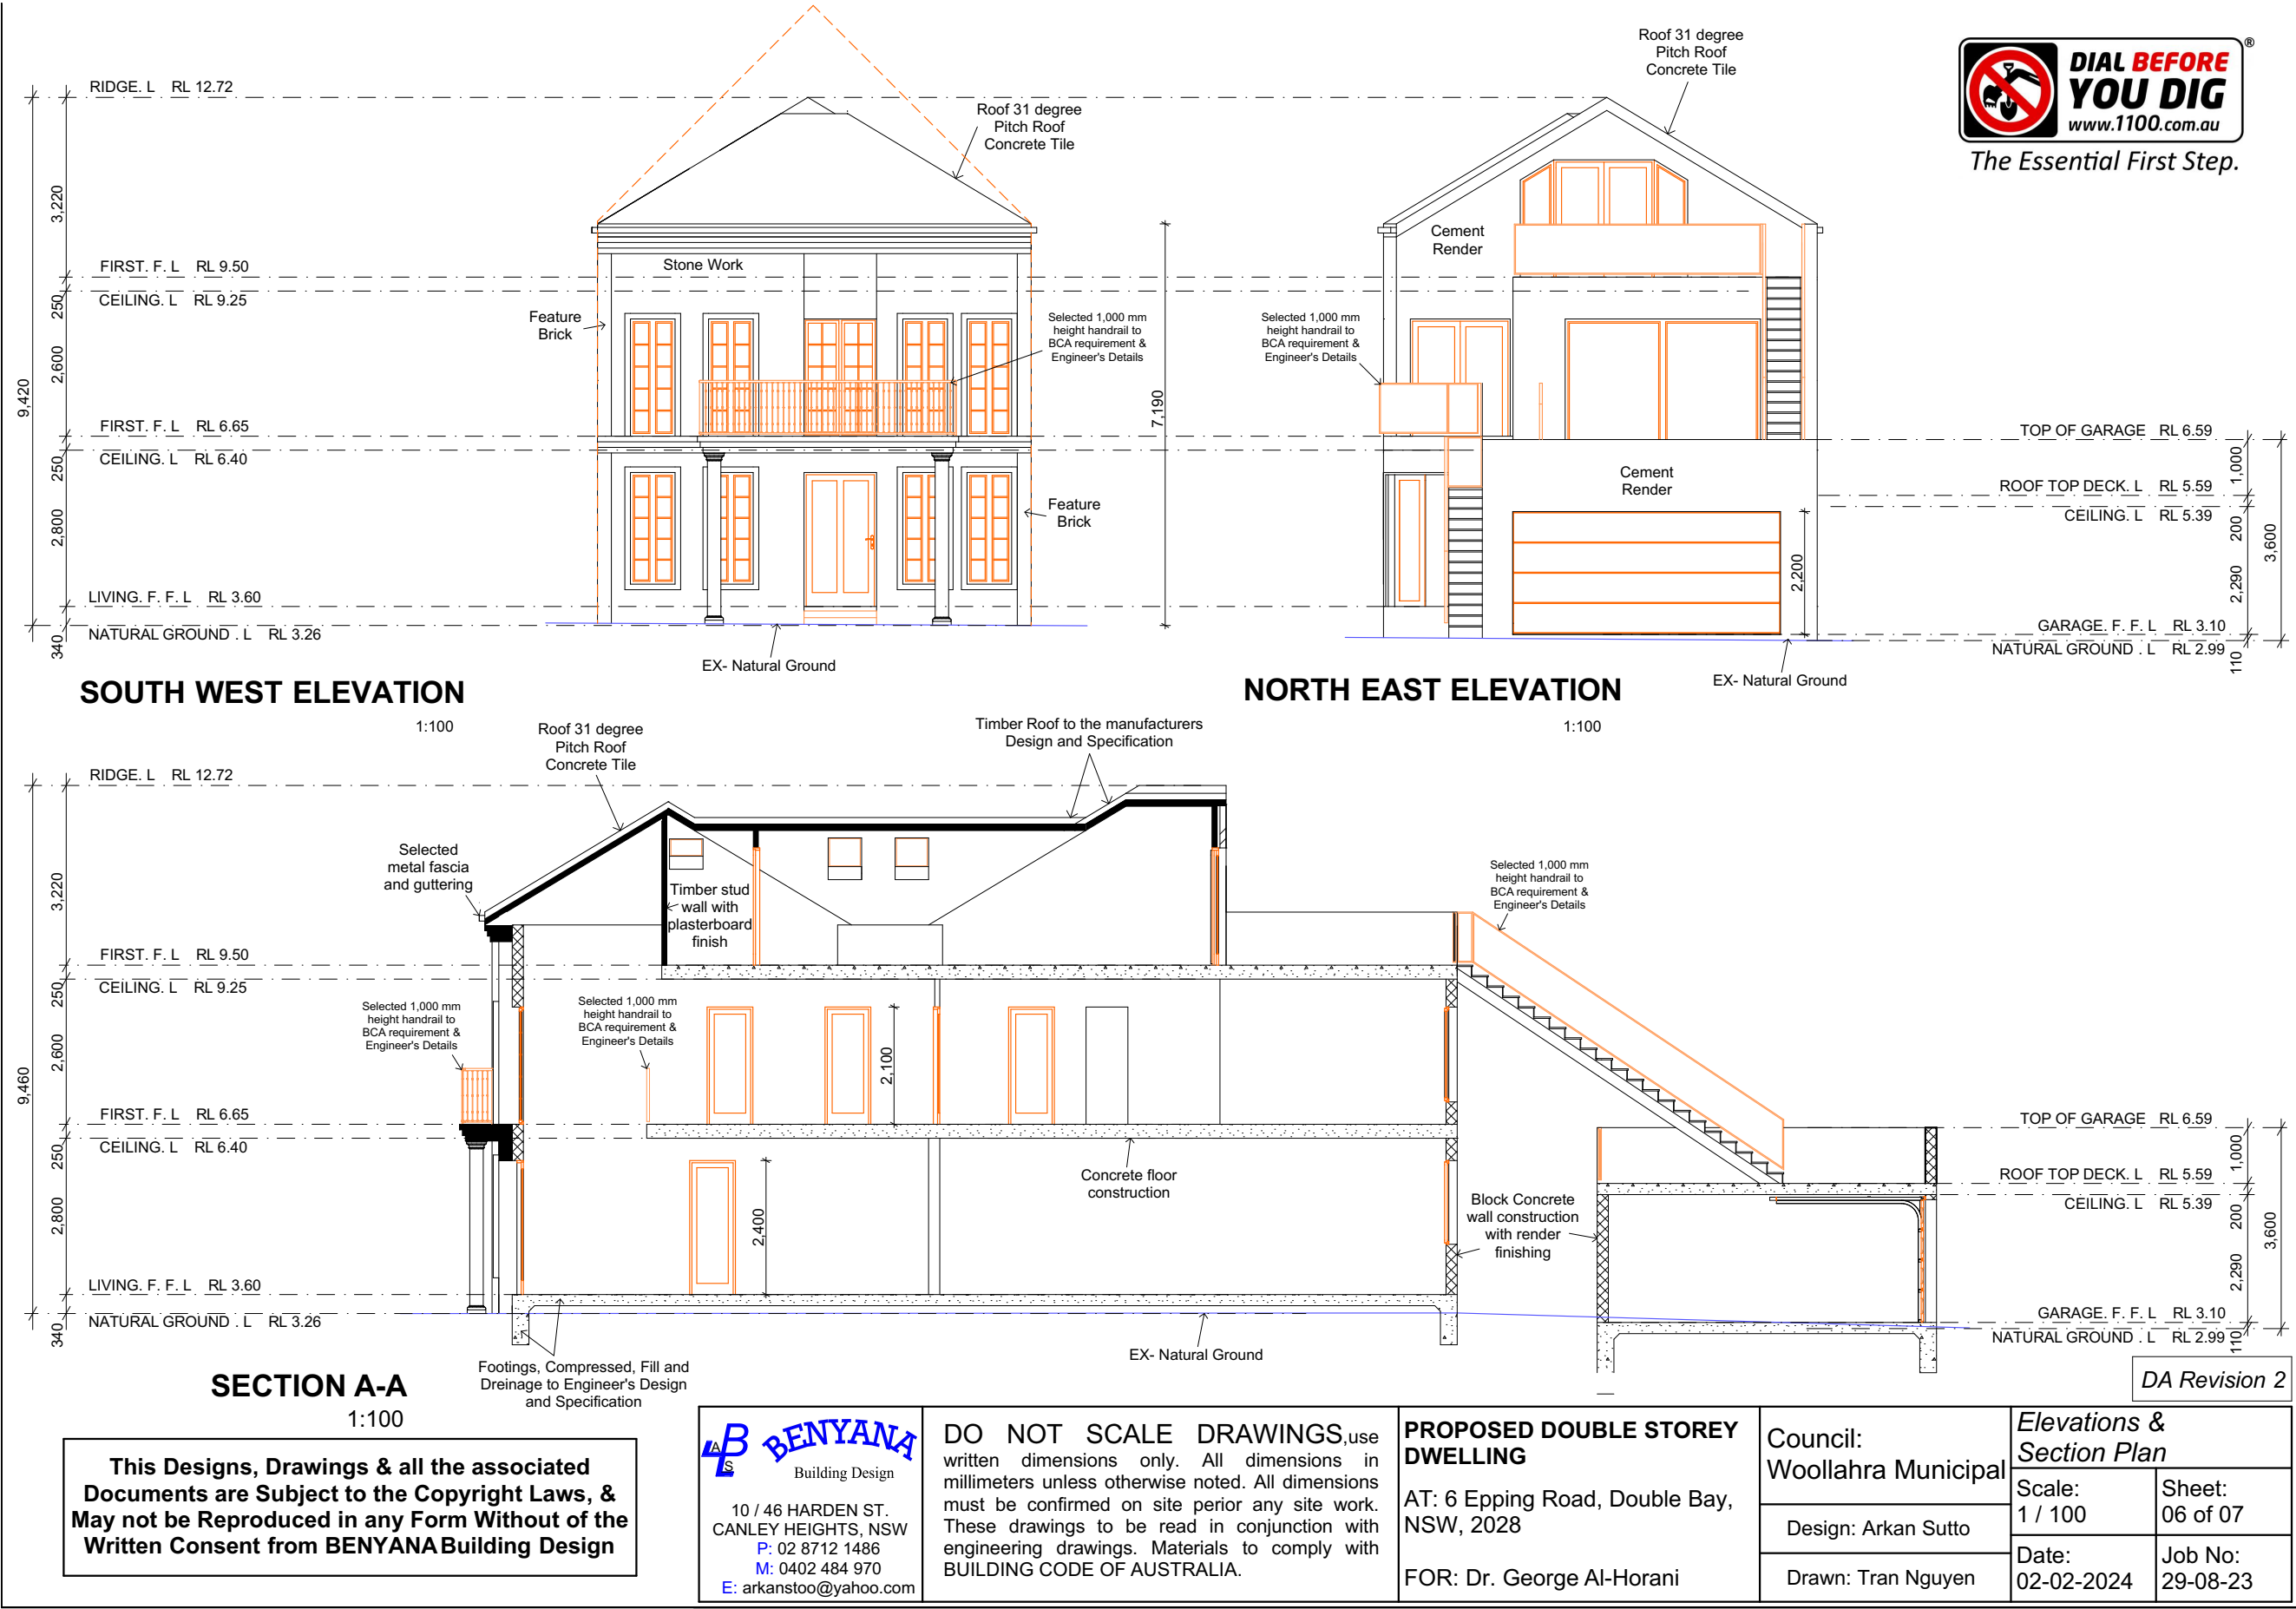 RIDGE. L RL 12.72
3,220
FIRST. F. L RL 9.50
250
CEILING. L RL 9.25
2,600
9,420
FIRST. F. L RL 6.65
250
CEILING. L RL 6.40
2,800
LIVING. F. F. L RL 3.60
NATURAL GROUND . L RL 3.26
340
Roof 31 degree
Pitch Roof
Concrete Tile
Stone Work
Feature
Brick
Selected 1,000 mm
height handrail to
BCA requirement &
Engineer's Details
Feature
Brick
7,190
EX- Natural Ground
SOUTH WEST ELEVATION
1:100
Roof 31 degree
Pitch Roof
Concrete Tile
Cement
Render
Selected 1,000 mm
height handrail to
BCA requirement &
Engineer's Details
Cement
Render
2,200
TOP OF GARAGE RL 6.59
1,000
ROOF TOP DECK. L RL 5.59
CEILING. L RL 5.39
200
3,600
2,290
GARAGE. F. F. L RL 3.10
NATURAL GROUND . L RL 2.99
110
EX- Natural Ground
NORTH EAST ELEVATION
1:100
DIAL BEFORE
YOU DIG
®
www.1100.com.au
The Essential First Step.
RIDGE. L RL 12.72
3,220
FIRST. F. L RL 9.50
250
CEILING. L RL 9.25
2,600
9,460
FIRST. F. L RL 6.65
250
CEILING. L RL 6.40
2,800
LIVING. F. F. L RL 3.60
NATURAL GROUND . L RL 3.26
340
Roof 31 degree
Pitch Roof
Concrete Tile
Timber Roof to the manufacturers
Design and Specification
Selected
metal fascia
and guttering
Timber stud
wall with
plasterboard
finish
Selected 1,000 mm
height handrail to
BCA requirement &
Engineer's Details
Selected 1,000 mm
height handrail to
BCA requirement &
Engineer's Details
Selected 1,000 mm
height handrail to
BCA requirement &
Engineer's Details
2,100
2,400
Concrete floor
construction
Block Concrete
wall construction
with render
finishing
TOP OF GARAGE RL 6.59
1,000
ROOF TOP DECK. L RL 5.59
CEILING. L RL 5.39
200
3,600
2,290
GARAGE. F. F. L RL 3.10
NATURAL GROUND . L RL 2.99
110
EX- Natural Ground
Footings, Compressed, Fill and
Dreinage to Engineer's Design
and Specification
SECTION A-A
1:100
DA Revision 2
This Designs, Drawings & all the associated
Documents are Subject to the Copyright Laws, &
May not be Reproduced in any Form Without of the
Written Consent from BENYANA Building Design
A B S
BENYANA
Building Design
10 / 46 HARDEN ST.
CANLEY HEIGHTS, NSW
P: 02 8712 1486
M: 0402 484 970
E: arkanstoo@yahoo.com
DO NOT SCALE DRAWINGS,use
written dimensions only. All dimensions in
millimeters unless otherwise noted. All dimensions
must be confirmed on site perior any site work.
These drawings to be read in conjunction with
engineering drawings. Materials to comply with
BUILDING CODE OF AUSTRALIA.
PROPOSED DOUBLE STOREY
DWELLING
AT: 6 Epping Road, Double Bay,
NSW, 2028
FOR: Dr. George Al-Horani
Council:
Woollahra Municipal
Design: Arkan Sutto
Drawn: Tran Nguyen
Elevations &
Section Plan
Scale:
1 / 100
Sheet:
06 of 07
Date:
02-02-2024
Job No:
29-08-23